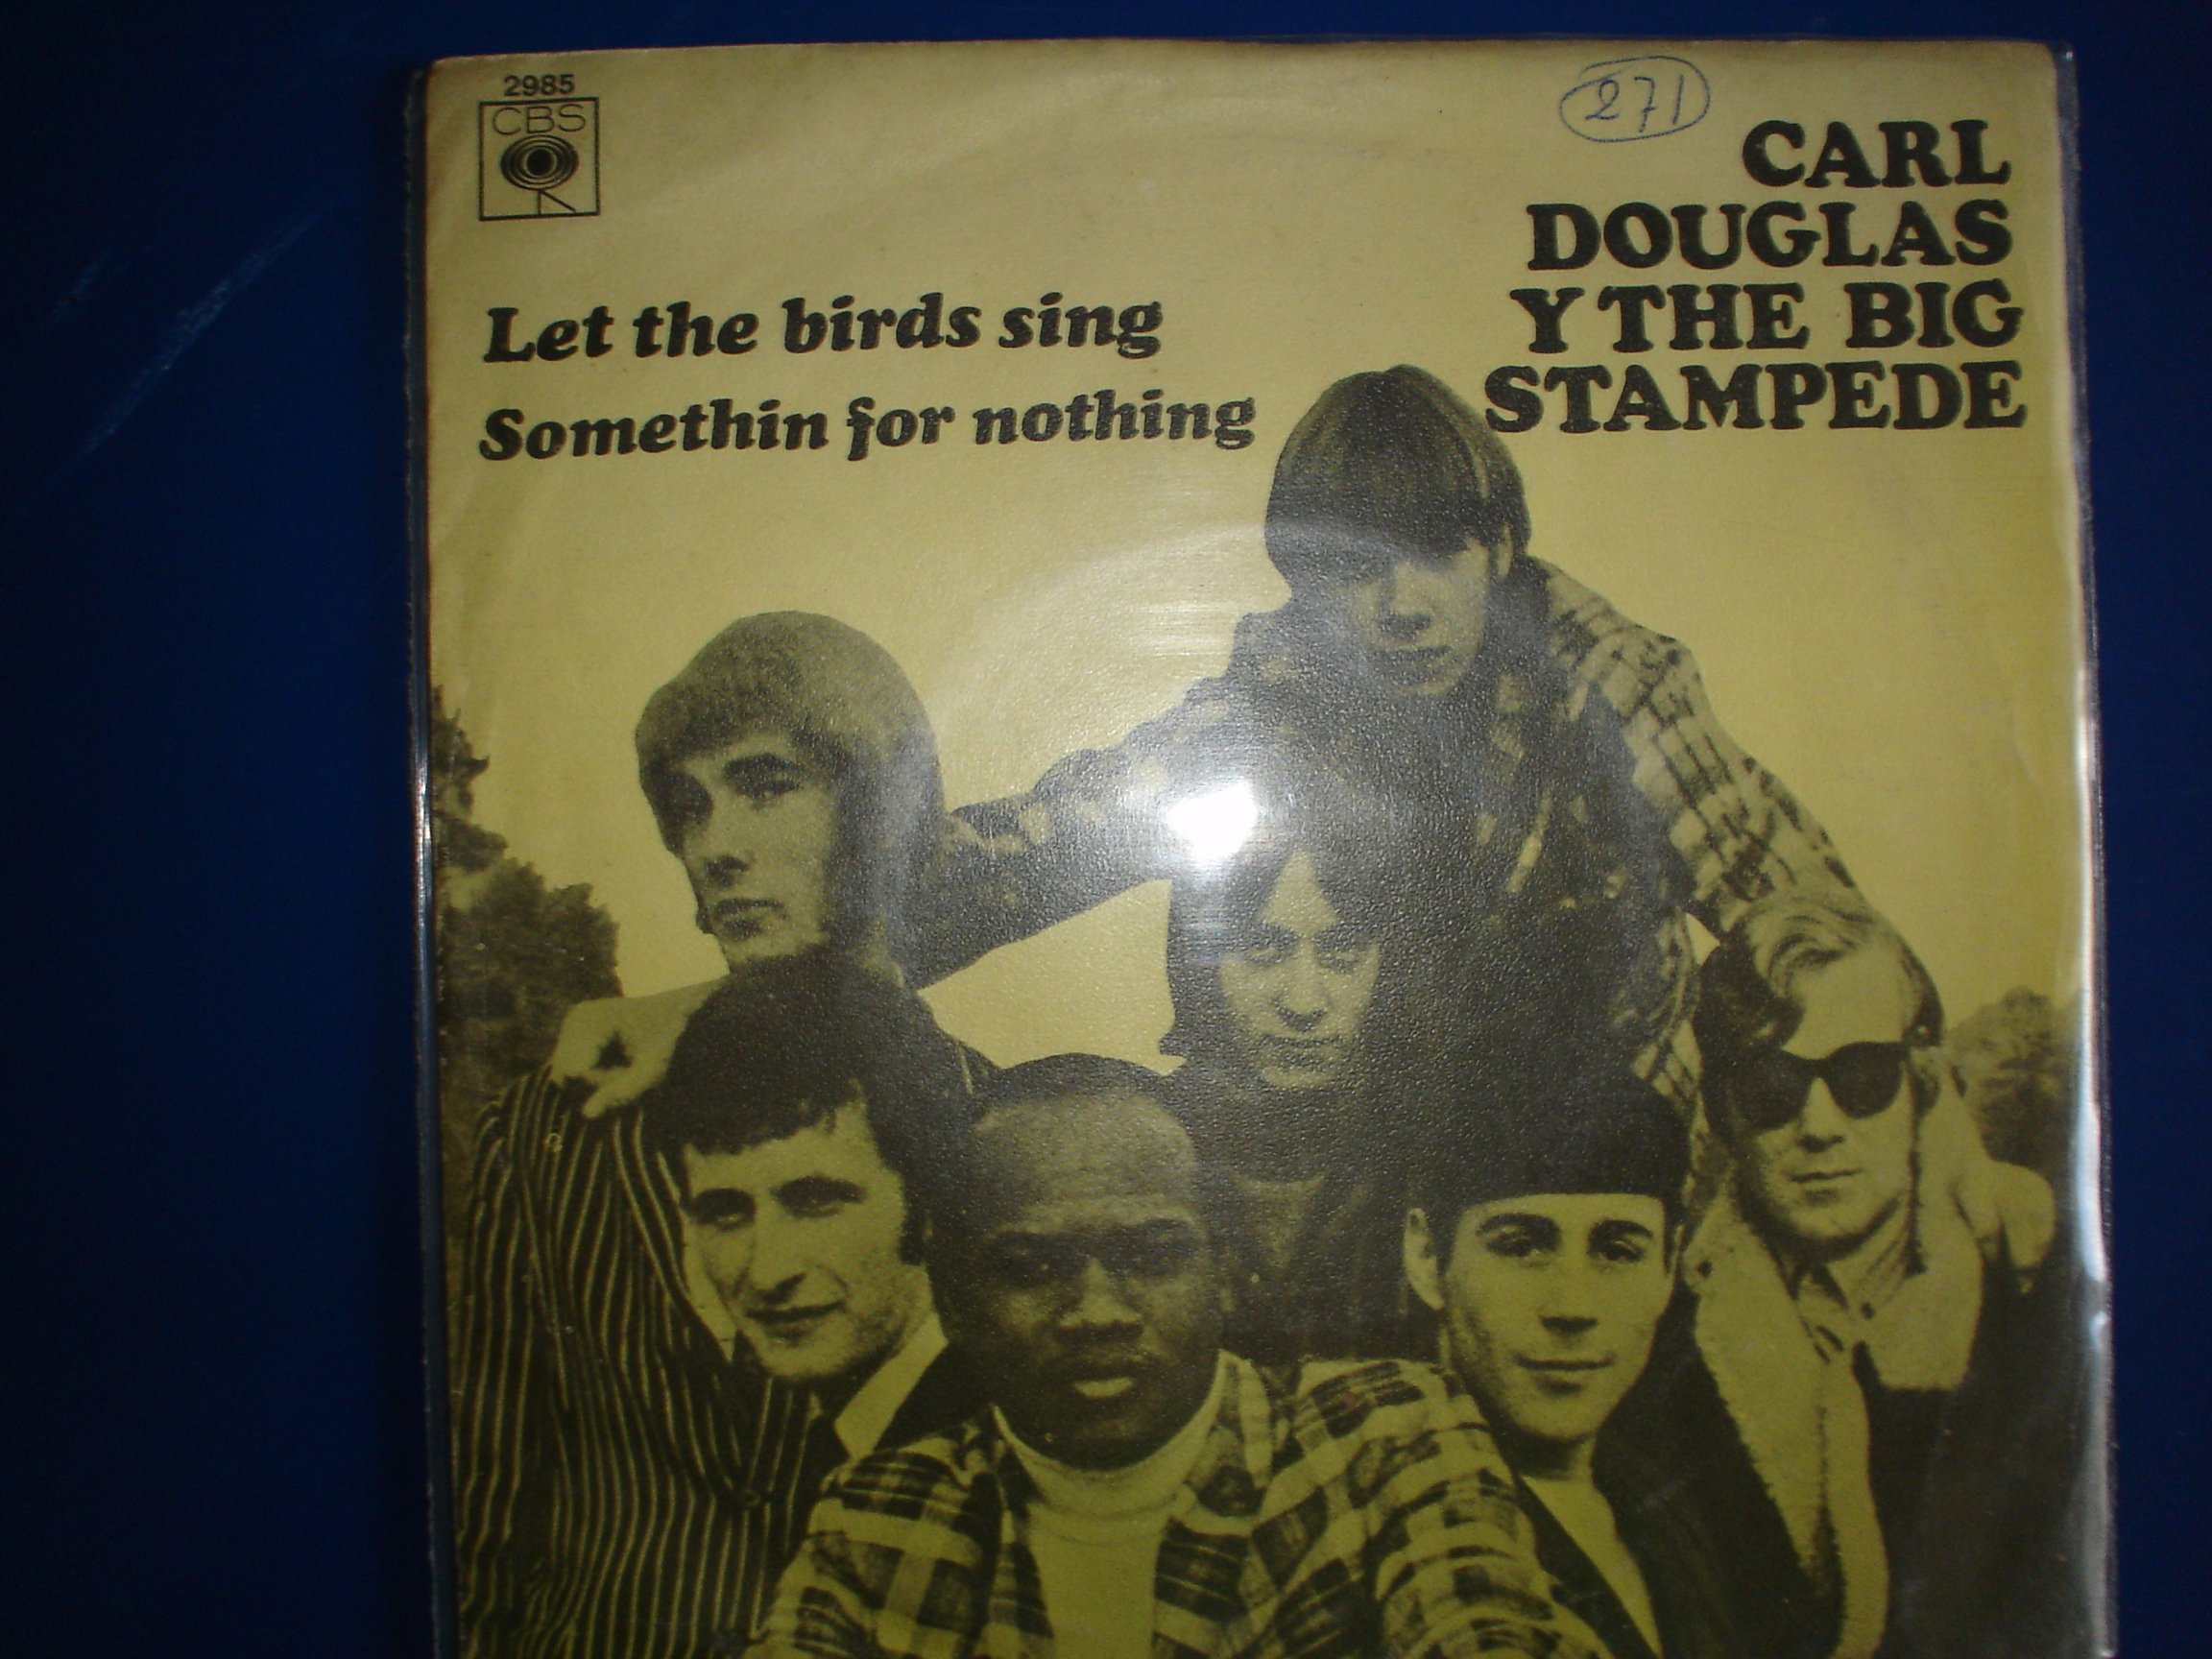 2985
CBS
271
CARL
DOUGLAS
Y THE BIG
STAMPEDE
Let the birds sing
Somethin for nothing